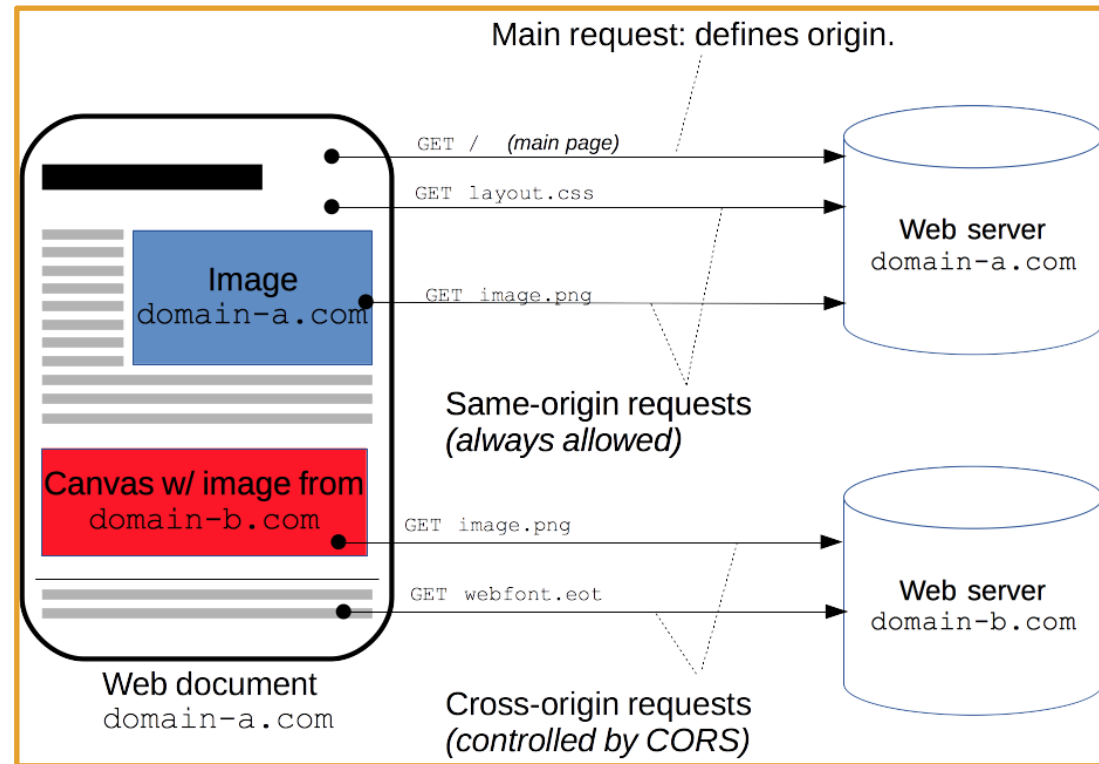 Main request: defines origin.
GET / (main page)
GET layout.css
Web server
domain-a.com
Image
domain-a.com
GET image.png
Same-origin requests
(always allowed)
Canvas w/ image from
domain-b.com
GET image.png
GET webfont.eot
Web server
domain-b.com
Web document
domain-a.com
Cross-origin requests
(controlled by CORS)